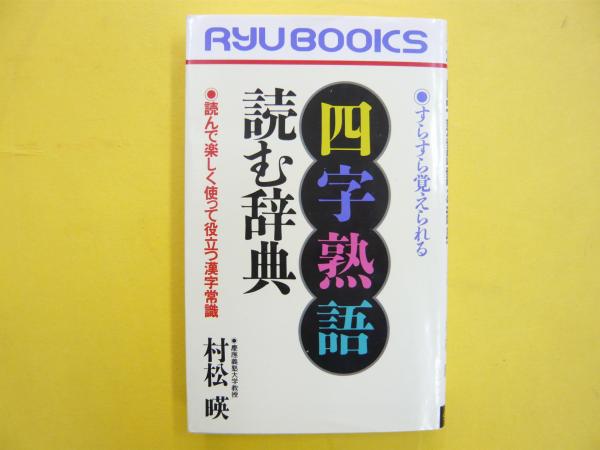 RYU BOOKS
●すらすら覚えられる
四字熟語
読む辞典
●読んで楽しく使って役立つ漢字常識
●慶應義塾大学教授
村松 暎